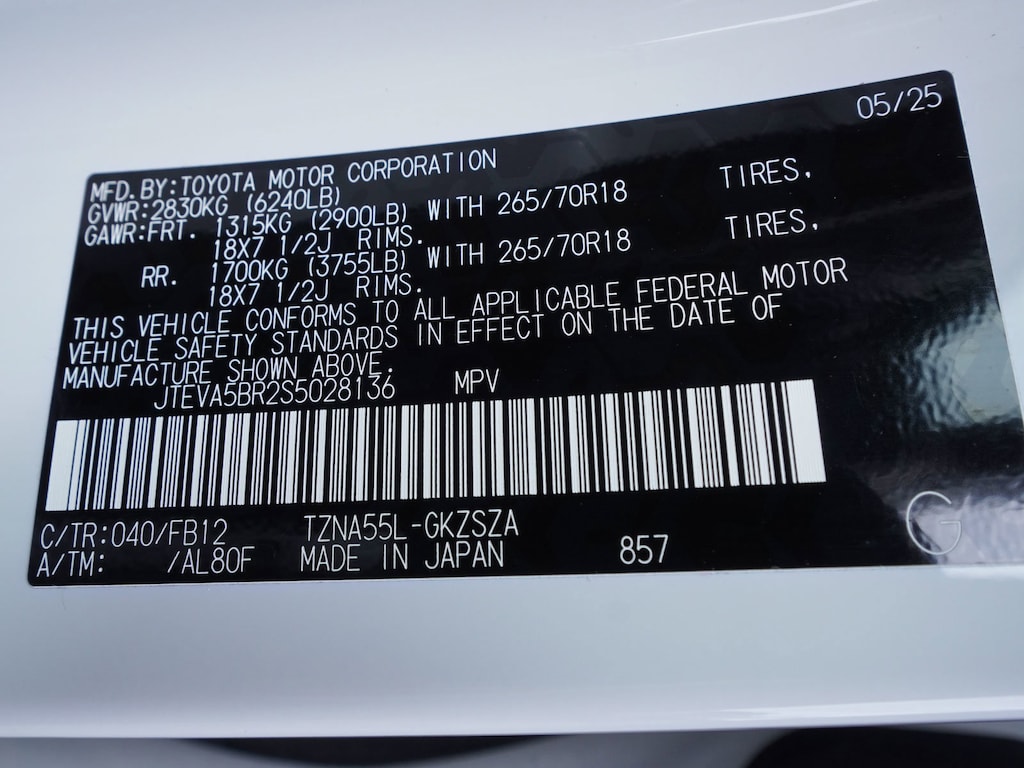 05/25
MFD. BY:TOYOTA MOTOR CORPORATION
GVWR:2830KG (6240LB)
GAWR:FRT. 1315KG (2900LB) WITH 265/70R18 TIRES,
18X7 1/2J RIMS.
RR. 1700KG (3755LB) WITH 265/70R18 TIRES,
18X7 1/2J RIMS.
THIS VEHICLE CONFORMS TO ALL APPLICABLE FEDERAL MOTOR
VEHICLE SAFETY STANDARDS IN EFFECT ON THE DATE OF
MANUFACTURE SHOWN ABOVE.
JTEVA5BR2S5028136 MPV
C/TR:040/FB12 TZNA55L-GKZSZA
A/TM: /AL80F MADE IN JAPAN 857
G